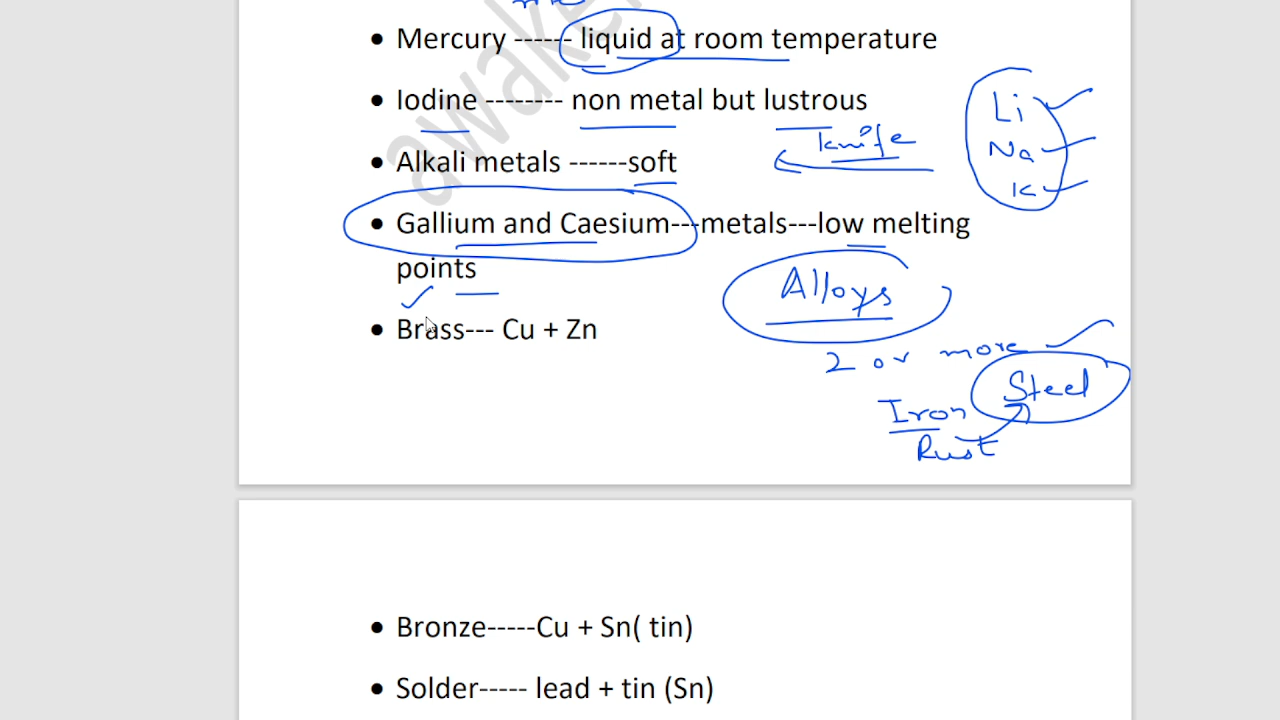 • Mercury ------ liquid at room temperature
• Iodine -------- non metal but lustrous
Li
knife
Na
• Alkali metals ------soft
K
• Gallium and Caesium---metals---low melting
points
Alloys
• Brass--- Cu + Zn
2 or more
Steel
Iron
Rust
• Bronze-----Cu + Sn( tin)
• Solder----- lead + tin (Sn)